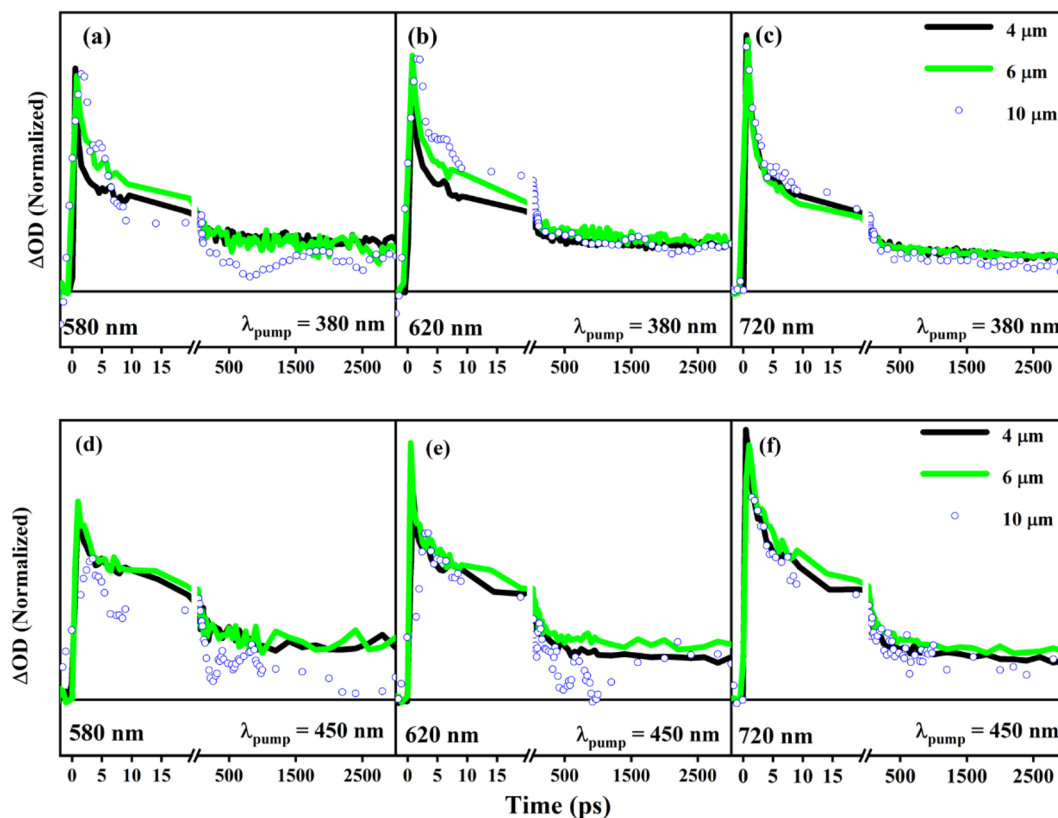 (a) (b) (c)
4 μm
6 μm
10 μm
ΔOD (Normalized)
580 nm λpump = 380 nm 620 nm λpump = 380 nm 720 nm λpump = 380 nm
0 5 10 15 500 1500 2500 0 5 10 15 500 1500 2500 0 5 10 15 500 1500 2500
(d) (e) (f)
4 μm
6 μm
10 μm
ΔOD (Normalized)
580 nm λpump = 450 nm 620 nm λpump = 450 nm 720 nm λpump = 450 nm
0 5 10 15 500 1500 2500 0 5 10 15 500 1500 2500 0 5 10 15 500 1500 2500
Time (ps)